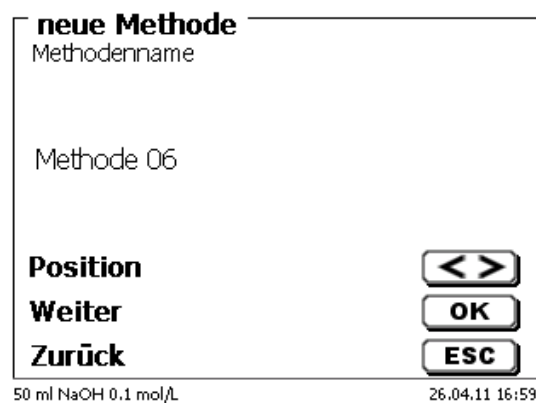 neue Methode
Methodenname
Methode 06
Position < >
Weiter OK
Zurück ESC
50 ml NaOH 0.1 mol/L 26.04.11 16:59